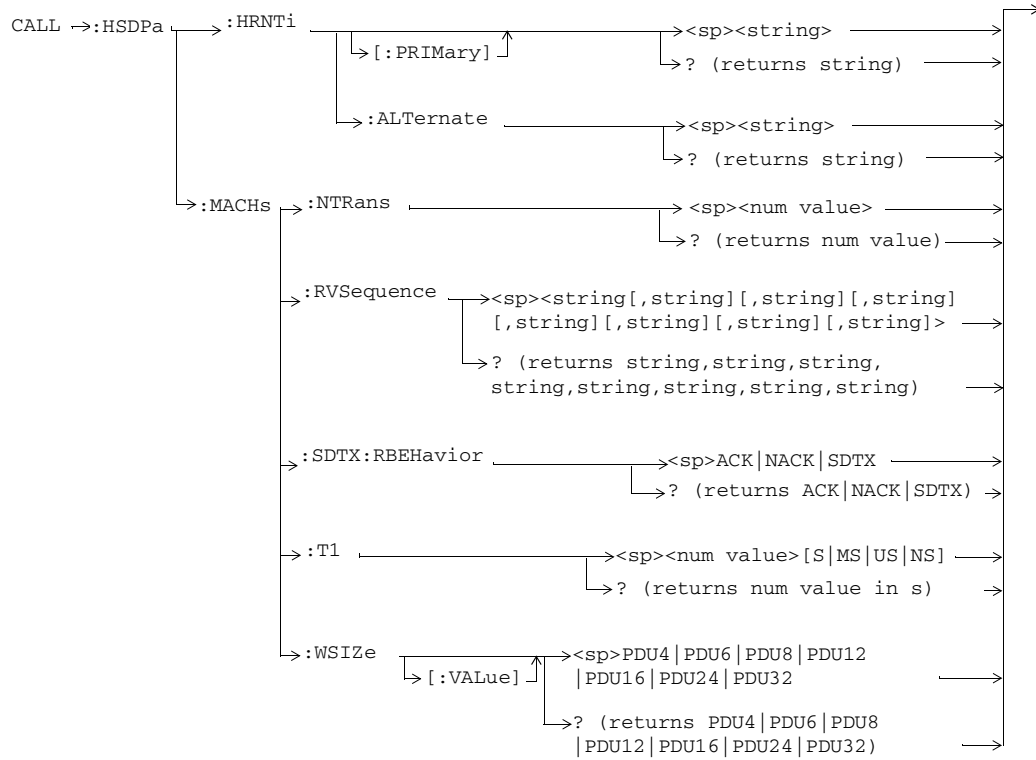 CALL :HSDPa :HRNTi <sp><string>
[:PRIMary] ? (returns string)
:ALTernate <sp><string>
? (returns string)
:MACHs :NTRans <sp><num value>
? (returns num value)
:RVSequence <sp><string[,string][,string][,string]
[,string][,string][,string][,string]>
? (returns string,string,string,
string,string,string,string,string)
:SDTX:RBEHavior <sp>ACK|NACK|SDTX
? (returns ACK|NACK|SDTX)
:T1 <sp><num value>[S|MS|US|NS]
? (returns num value in s)
:WSIZe <sp>PDU4|PDU6|PDU8|PDU12
[:VALue] |PDU16|PDU24|PDU32
? (returns PDU4|PDU6|PDU8
|PDU12|PDU16|PDU24|PDU32)